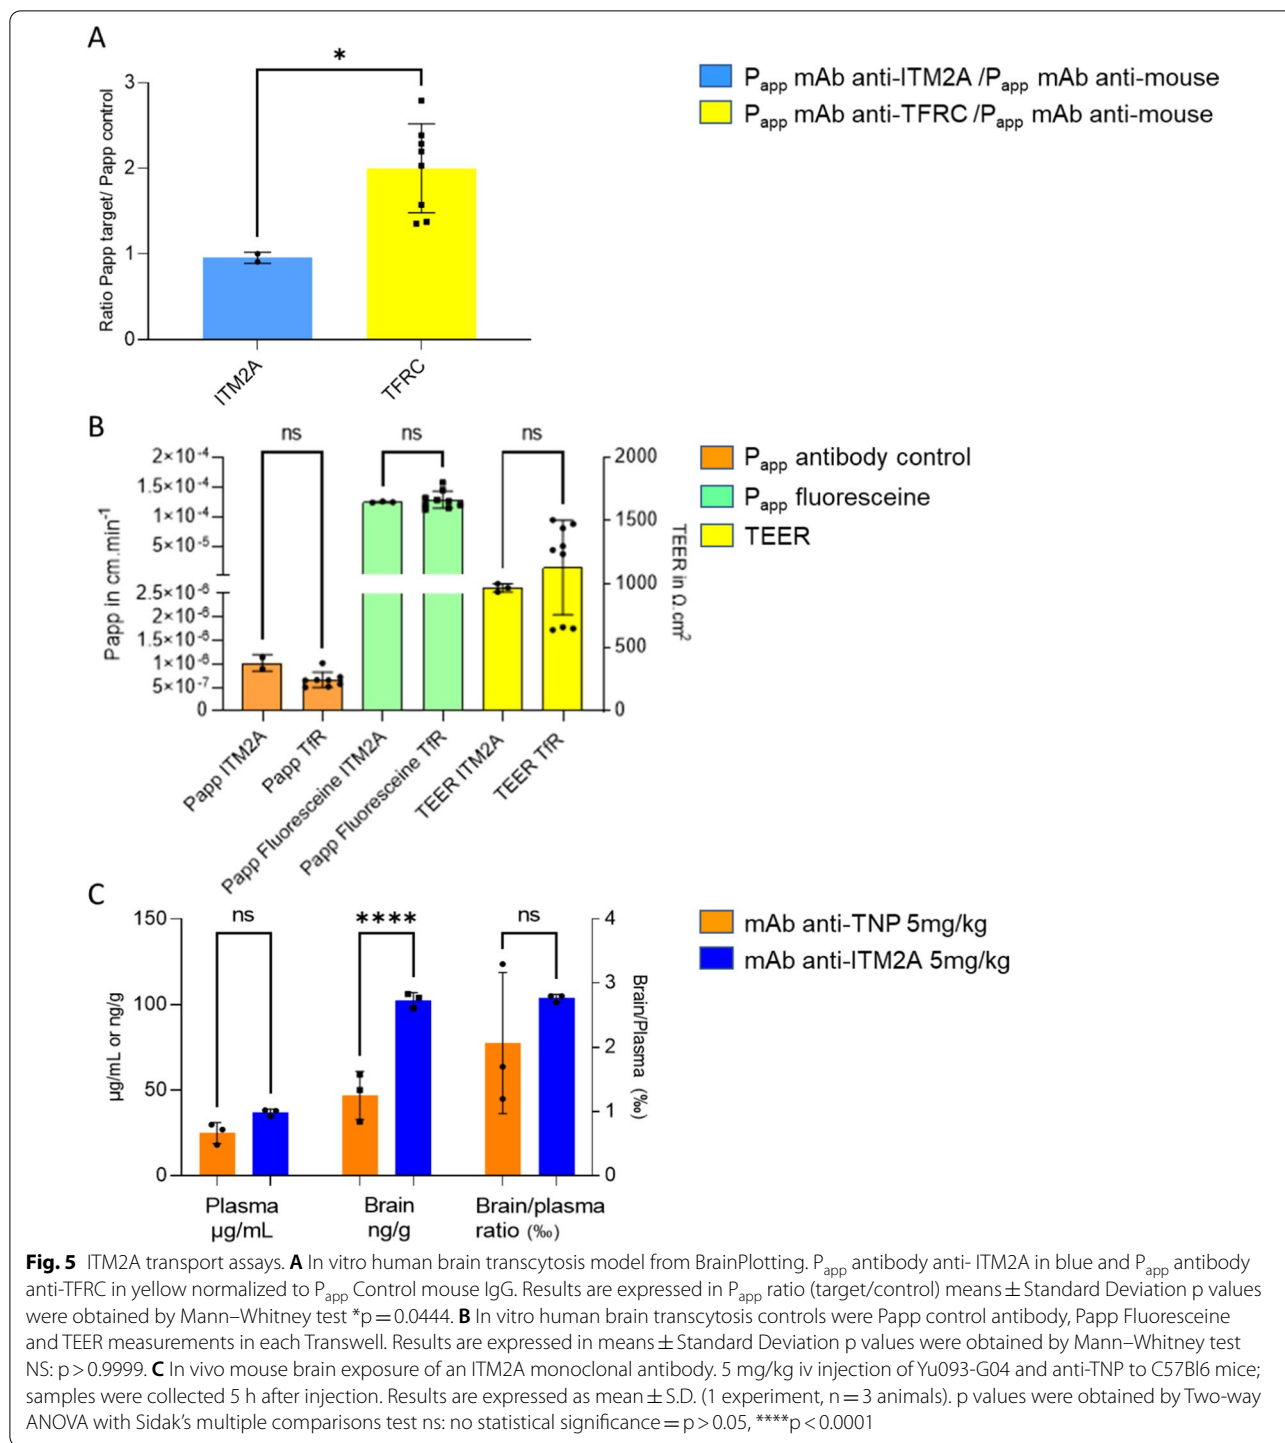 A
*
Ratio Papp target/ Papp control
3
2
1
0
ITM2A
TFRC
Papp mAb anti-ITM2A /Papp mAb anti-mouse
Papp mAb anti-TFRC /Papp mAb anti-mouse
B
ns
ns
ns
Papp in cm.min-1
2×10-4
1.5×10-4
1×10-4
5×10-5
2.5×10-6
2×10-6
1.5×10-6
1×10-6
5×10-7
0
2000
1500
1000
500
0
TEER in Ω.cm2
Papp ITM2A
Papp TfR
Papp Fluoresceine ITM2A
Papp Fluoresceine TfR
TEER ITM2A
TEER TfR
Papp antibody control
Papp fluoresceine
TEER
C
ns
****
ns
µg/mL or ng/g
150
100
50
0
4
3
2
1
0
Brain/Plasma (‰)
Plasma
µg/mL
Brain
ng/g
Brain/plasma
ratio (‰)
mAb anti-TNP 5mg/kg
mAb anti-ITM2A 5mg/kg
Fig. 5 ITM2A transport assays. A In vitro human brain transcytosis model from BrainPlotting. Papp antibody anti- ITM2A in blue and Papp antibody
anti-TFRC in yellow normalized to Papp Control mouse IgG. Results are expressed in Papp ratio (target/control) means ± Standard Deviation p values
were obtained by Mann–Whitney test *p = 0.0444. B In vitro human brain transcytosis controls were Papp control antibody, Papp Fluoresceine
and TEER measurements in each Transwell. Results are expressed in means ± Standard Deviation p values were obtained by Mann–Whitney test
NS: p > 0.9999. C In vivo mouse brain exposure of an ITM2A monoclonal antibody. 5 mg/kg iv injection of Yu093-G04 and anti-TNP to C57Bl6 mice;
samples were collected 5 h after injection. Results are expressed as mean ± S.D. (1 experiment, n = 3 animals). p values were obtained by Two-way
ANOVA with Sidak's multiple comparisons test ns: no statistical significance = p > 0.05, ****p < 0.0001